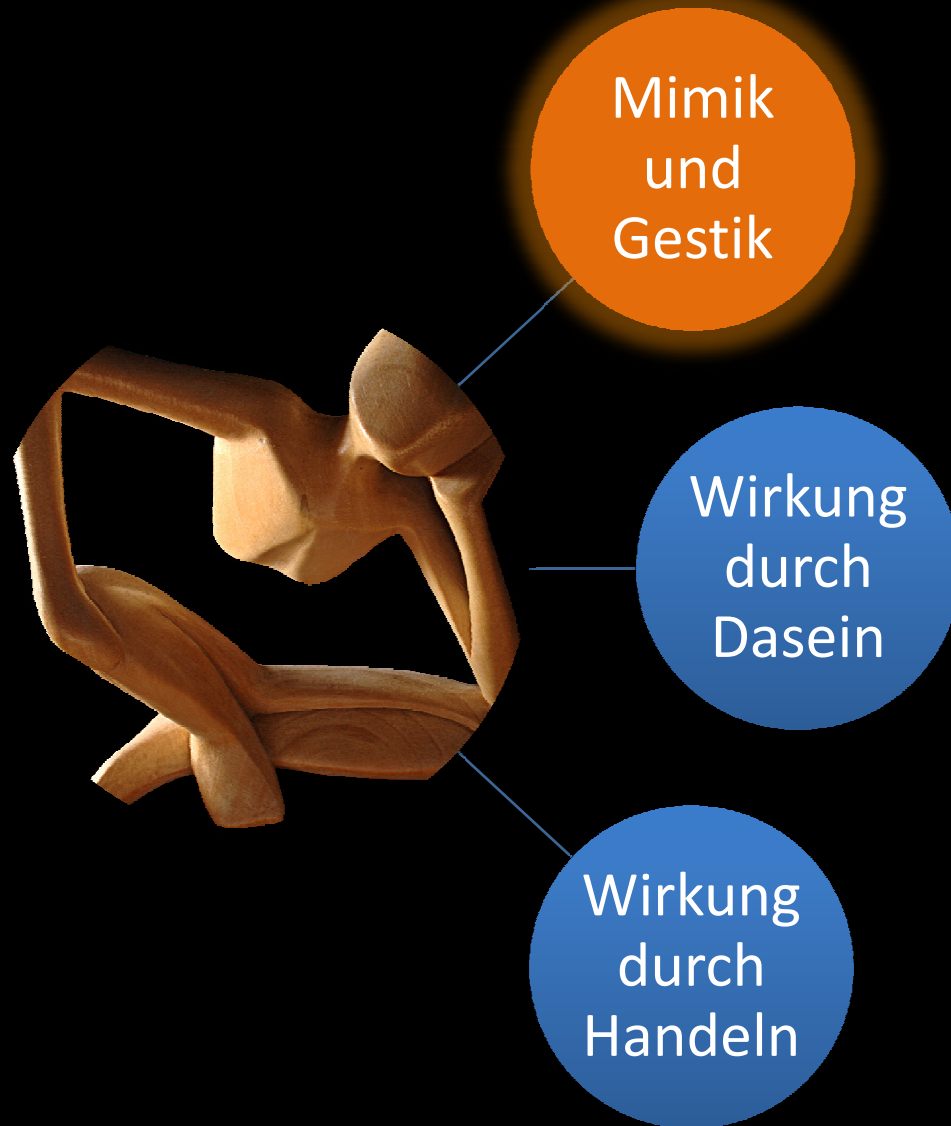 Mimik
und
Gestik
Wirkung
durch
Dasein
Wirkung
durch
Handeln